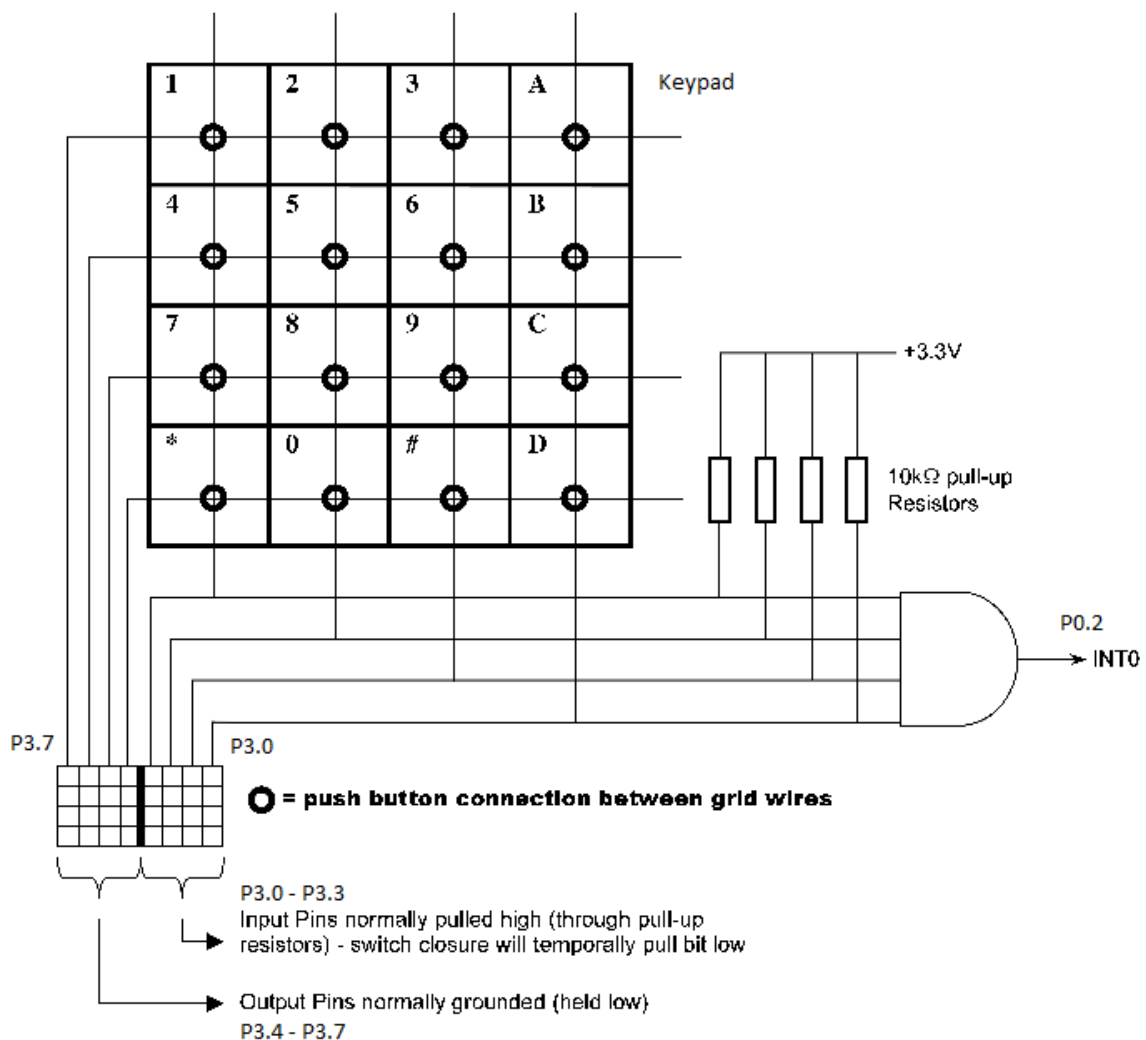 1 2 3 A
Keypad
4 5 6 B
7 8 9 C
+3.3V
* 0 # D
10kΩ pull-up
Resistors
P0.2
INT0
P3.7
P3.0
= push button connection between grid wires
P3.0 - P3.3
Input Pins normally pulled high (through pull-up
resistors) - switch closure will temporally pull bit low
Output Pins normally grounded (held low)
P3.4 - P3.7